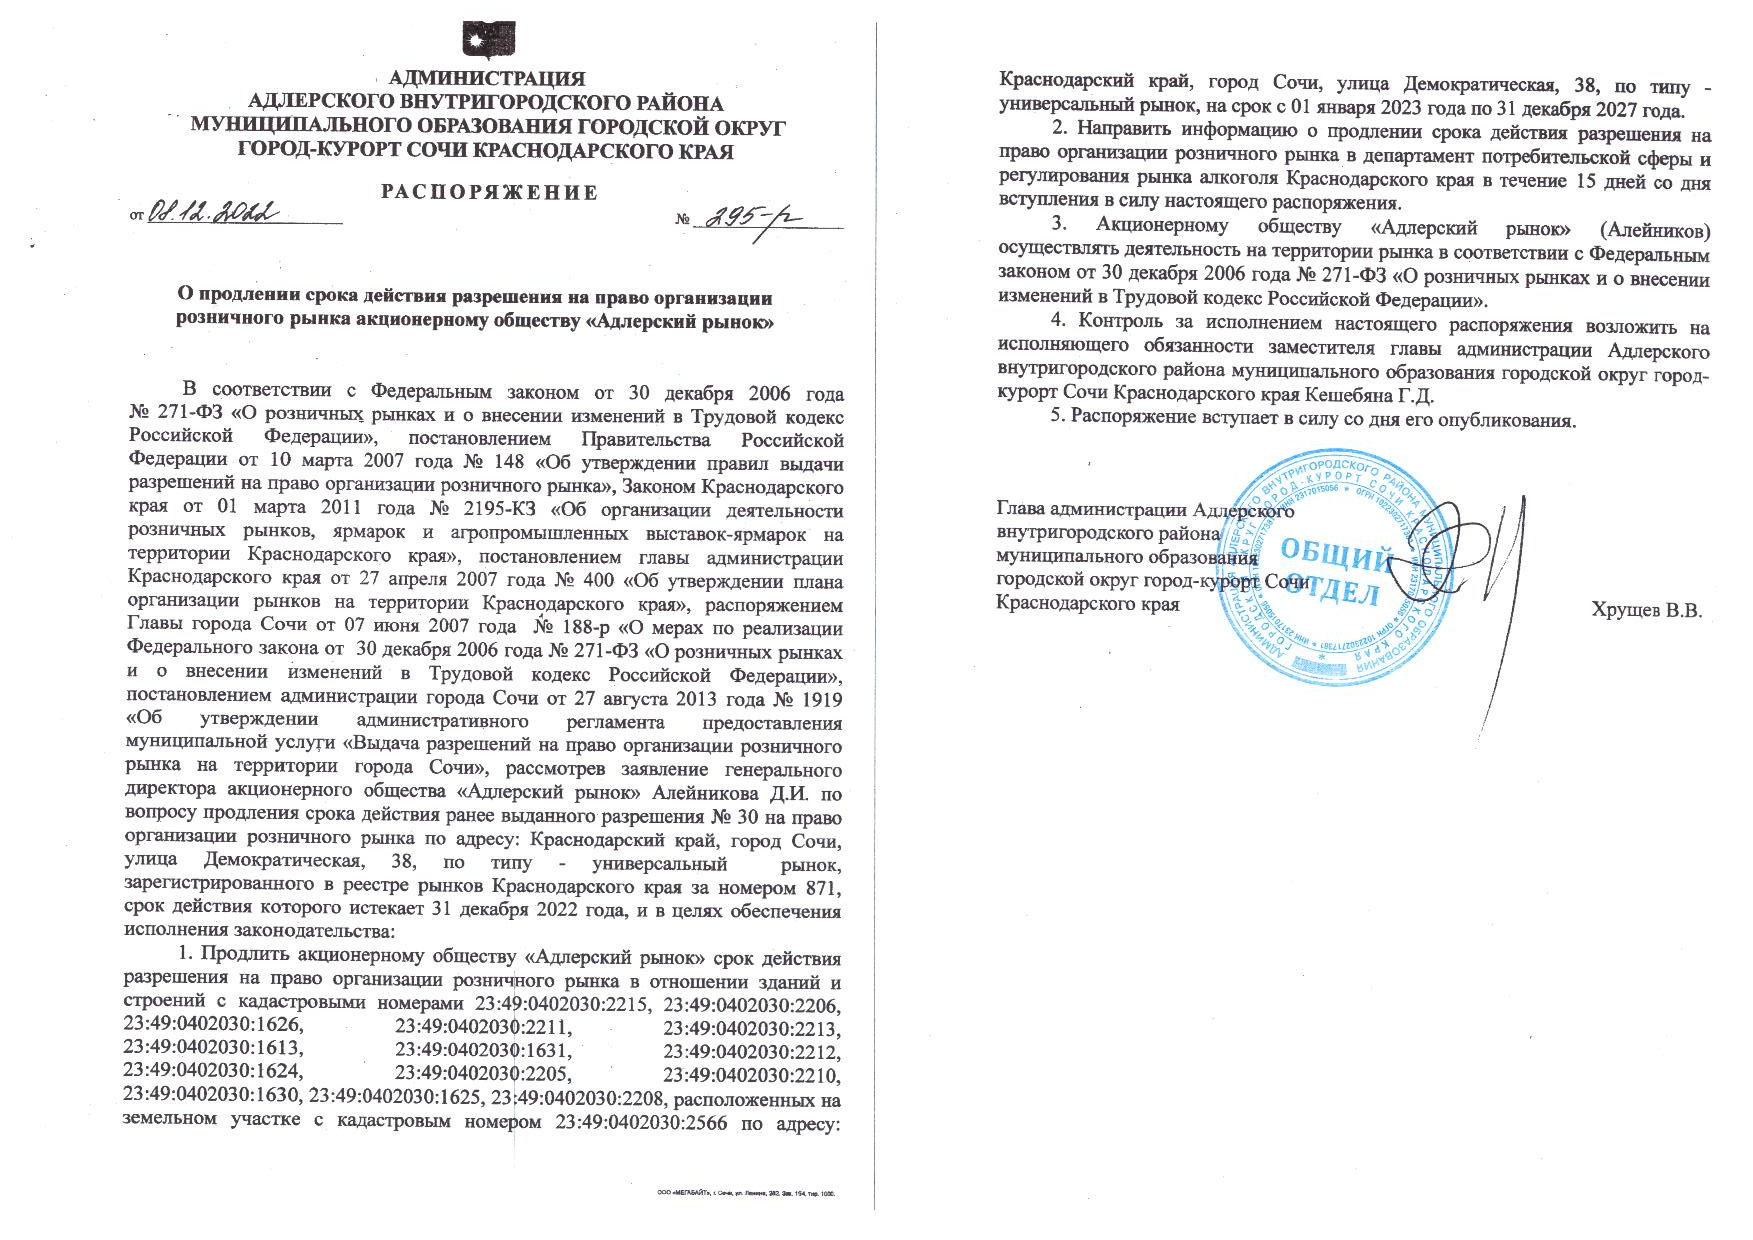 АДМИНИСТРАЦИЯ
АДЛЕРСКОГО ВНУТРИГОРОДСКОГО РАЙОНА
МУНИЦИПАЛЬНОГО ОБРАЗОВАНИЯ ГОРОДСКОЙ ОКРУГ
ГОРОД-КУРОРТ СОЧИ КРАСНОДАРСКОГО КРАЯ
РАСПОРЯЖЕНИЕ
от 08.12.2022 № 295-р
О продлении срока действия разрешения на право организации
розничного рынка акционерному обществу «Адлерский рынок»
В соответствии с Федеральным законом от 30 декабря 2006 года
№ 271-ФЗ «О розничных рынках и о внесении изменений в Трудовой кодекс
Российской Федерации», постановлением Правительства Российской
Федерации от 10 марта 2007 года № 148 «Об утверждении правил выдачи
разрешений на право организации розничного рынка», Законом Краснодарского
края от 01 марта 2011 года № 2195-КЗ «Об организации деятельности
розничных рынков, ярмарок и агропромышленных выставок-ярмарок на
территории Краснодарского края», постановлением главы администрации
Краснодарского края от 27 апреля 2007 года № 400 «Об утверждении плана
организации рынков на территории Краснодарского края», распоряжением
Главы города Сочи от 07 июня 2007 года № 188-р «О мерах по реализации
Федерального закона от 30 декабря 2006 года № 271-ФЗ «О розничных рынках
и о внесении изменений в Трудовой кодекс Российской Федерации»,
постановлением администрации города Сочи от 27 августа 2013 года № 1919
«Об утверждении административного регламента предоставления
муниципальной услуги «Выдача разрешений на право организации розничного
рынка на территории города Сочи», рассмотрев заявление генерального
директора акционерного общества «Адлерский рынок» Алейникова Д.И. по
вопросу продления срока действия ранее выданного разрешения № 30 на право
организации розничного рынка по адресу: Краснодарский край, город Сочи,
улица Демократическая, 38, по типу - универсальный рынок,
зарегистрированного в реестре рынков Краснодарского края за номером 871,
срок действия которого истекает 31 декабря 2022 года, и в целях обеспечения
исполнения законодательства:
1. Продлить акционерному обществу «Адлерский рынок» срок действия
разрешения на право организации розничного рынка в отношении зданий и
строений с кадастровыми номерами 23:49:0402030:2215, 23:49:0402030:2206,
23:49:0402030:1626, 23:49:0402030:2211, 23:49:0402030:2213,
23:49:0402030:1613, 23:49:0402030:1631, 23:49:0402030:2212,
23:49:0402030:1624, 23:49:0402030:2205, 23:49:0402030:2210,
23:49:0402030:1630, 23:49:0402030:1625, 23:49:0402030:2208, расположенных на
земельном участке с кадастровым номером 23:49:0402030:2566 по адресу:
ООО «МЕГАБАЙТ», г. Сочи, ул. Ленина, 282. Зак. 154, тир. 1000.
Краснодарский край, город Сочи, улица Демократическая, 38, по типу -
универсальный рынок, на срок с 01 января 2023 года по 31 декабря 2027 года.
2. Направить информацию о продлении срока действия разрешения на
право организации розничного рынка в департамент потребительской сферы и
регулирования рынка алкоголя Краснодарского края в течение 15 дней со дня
вступления в силу настоящего распоряжения.
3. Акционерному обществу «Адлерский рынок» (Алейников)
осуществлять деятельность на территории рынка в соответствии с Федеральным
законом от 30 декабря 2006 года № 271-ФЗ «О розничных рынках и о внесении
изменений в Трудовой кодекс Российской Федерации».
4. Контроль за исполнением настоящего распоряжения возложить на
исполняющего обязанности заместителя главы администрации Адлерского
внутригородского района муниципального образования городской округ город-
курорт Сочи Краснодарского края Кешебяна Г.Д.
5. Распоряжение вступает в силу со дня его опубликования.
Глава администрации Адлерского
внутригородского района
муниципального образования
городской округ город-курорт Сочи
Краснодарского края Хрущев В.В.
ОБЩИЙ
ОТДЕЛ